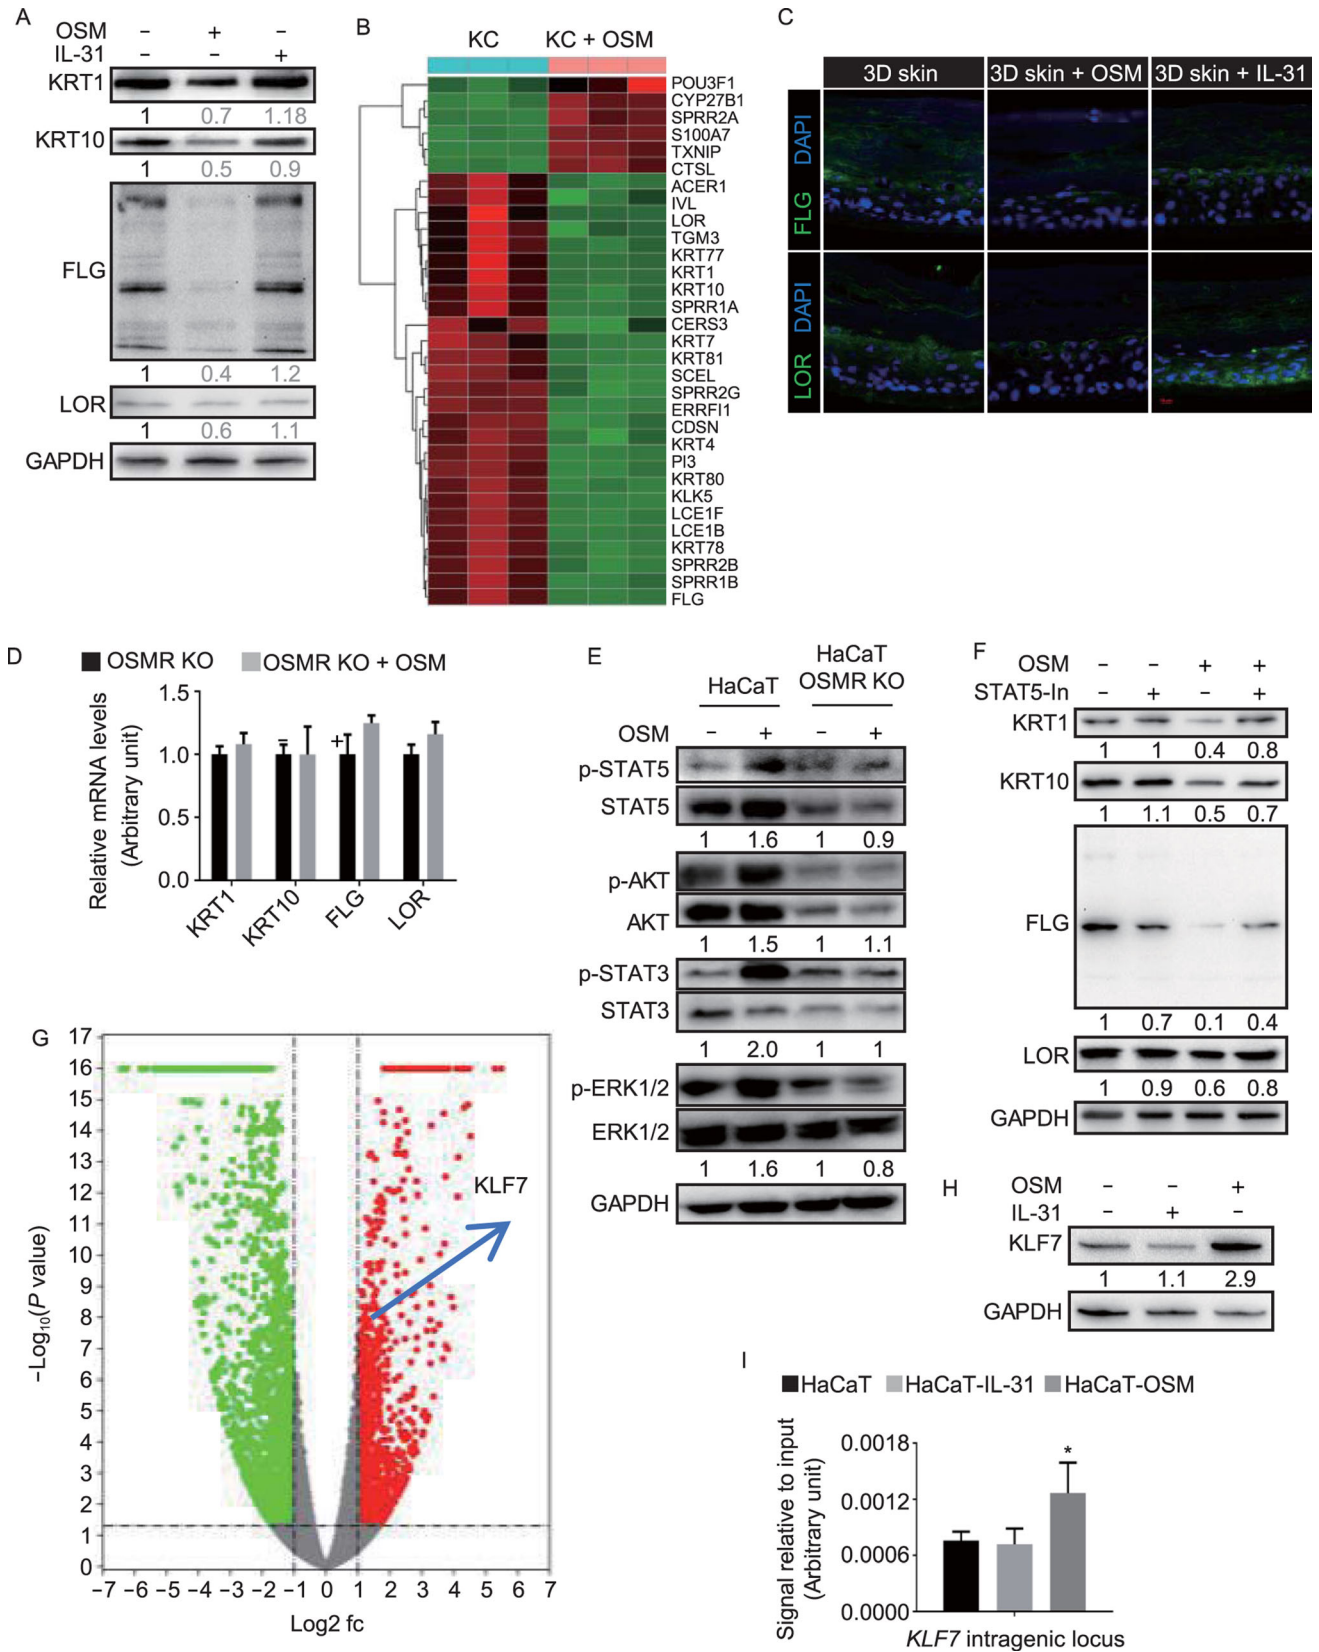 A
OSM − + −
IL-31 − − +
KRT1
1 0.7 1.18
KRT10
1 0.5 0.9
FLG
1 0.4 1.2
LOR
1 0.6 1.1
GAPDH
B
KC KC + OSM
POU3F1
CYP27B1
SPRR2A
S100A7
TXNIP
CTSL
ACER1
IVL
LOR
TGM3
KRT77
KRT1
KRT10
SPRR1A
CERS3
KRT7
KRT81
SCEL
SPRR2G
ERRFI1
CDSN
KRT4
PI3
KRT80
KLK5
LCE1F
LCE1B
KRT78
SPRR2B
SPRR1B
FLG
C
3D skin 3D skin + OSM 3D skin + IL-31
FLG DAPI
LOR DAPI
D
OSMR KO OSMR KO + OSM
Relative mRNA levels
(Arbitrary unit)
1.5
1.0
0.5
0.0
− +
KRT1 KRT10 FLG LOR
E
HaCaT
HaCaT
OSMR KO
OSM − + − +
p-STAT5
STAT5
1 1.6 1 0.9
p-AKT
AKT
1 1.5 1 1.1
p-STAT3
STAT3
1 2.0 1 1
p-ERK1/2
ERK1/2
1 1.6 1 0.8
GAPDH
F
OSM − − + +
STAT5-In − + − +
KRT1
1 1 0.4 0.8
KRT10
1 1.1 0.5 0.7
FLG
1 0.7 0.1 0.4
LOR
1 0.9 0.6 0.8
GAPDH
G
−Log10(P value)
17
16
15
14
13
12
11
10
9
8
7
6
5
4
3
2
1
0
KLF7
−7 −6 −5 −4 −3 −2 −1 0 1 2 3 4 5 6 7
Log2 fc
H
OSM − − +
IL-31 − + −
KLF7
1 1.1 2.9
GAPDH
I
HaCaT HaCaT-IL-31 HaCaT-OSM
Signal relative to input
(Arbitrary unit)
0.0018
0.0012
0.0006
0.0000
*
KLF7 intragenic locus